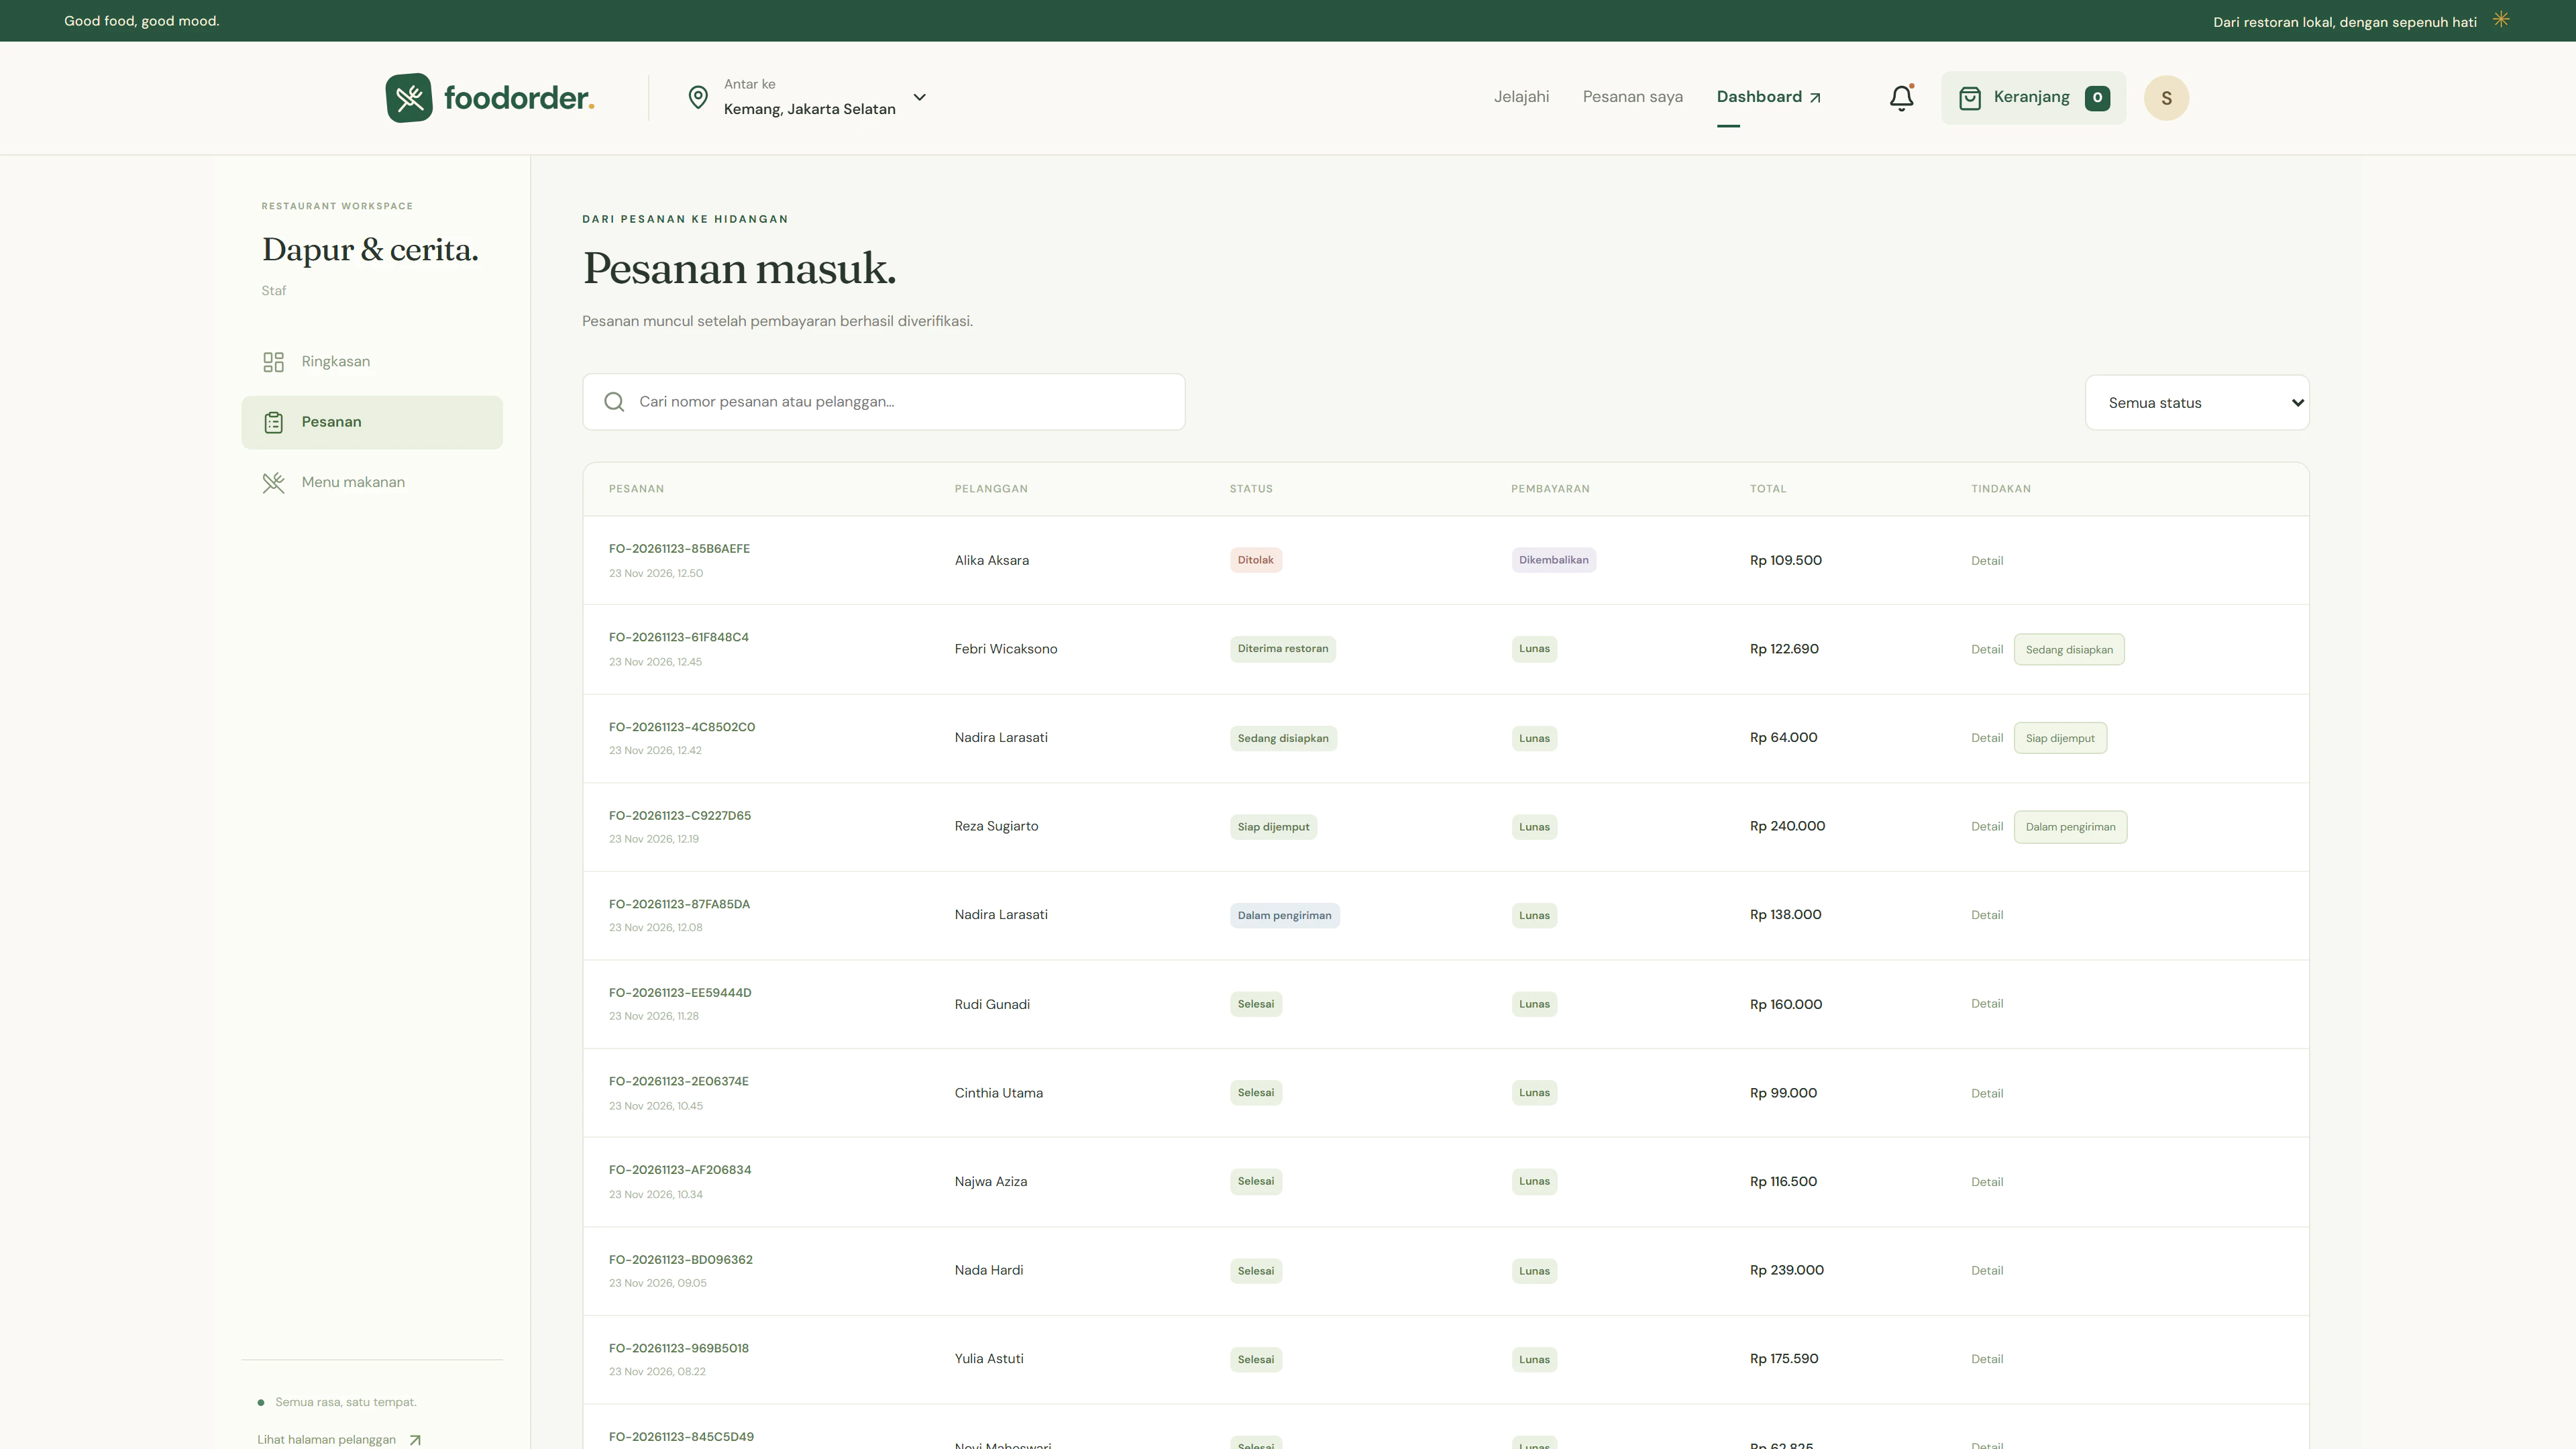 Good food, good mood.
Dari restoran lokal, dengan sepenuh hati
foodorder.
Antar ke
Kemang, Jakarta Selatan
Jelajahi
Pesanan saya
Dashboard
Keranjang
0
S
RESTAURANT WORKSPACE
Dapur & cerita.
Staf
Ringkasan
Pesanan
Menu makanan
Semua rasa, satu tempat.
Lihat halaman pelanggan
DARI PESANAN KE HIDANGAN
Pesanan masuk.
Pesanan muncul setelah pembayaran berhasil diverifikasi.
Cari nomor pesanan atau pelanggan...
Semua status
PESANAN PELANGGAN STATUS PEMBAYARAN TOTAL TINDAKAN
FO-20261123-85B6AEFE
23 Nov 2026, 12.50
Alika Aksara Ditolak Dikembalikan Rp 109.500 Detail
FO-20261123-61F848C4
23 Nov 2026, 12.45
Febri Wicaksono Diterima restoran Lunas Rp 122.690 Detail Sedang disiapkan
FO-20261123-4C8502C0
23 Nov 2026, 12.42
Nadira Larasati Sedang disiapkan Lunas Rp 64.000 Detail Siap dijemput
FO-20261123-C9227D65
23 Nov 2026, 12.19
Reza Sugiarto Siap dijemput Lunas Rp 240.000 Detail Dalam pengiriman
FO-20261123-87FA85DA
23 Nov 2026, 12.08
Nadira Larasati Dalam pengiriman Lunas Rp 138.000 Detail
FO-20261123-EE59444D
23 Nov 2026, 11.28
Rudi Gunadi Selesai Lunas Rp 160.000 Detail
FO-20261123-2E06374E
23 Nov 2026, 10.45
Cinthia Utama Selesai Lunas Rp 99.000 Detail
FO-20261123-AF206834
23 Nov 2026, 10.34
Najwa Aziza Selesai Lunas Rp 116.500 Detail
FO-20261123-BD096362
23 Nov 2026, 09.05
Nada Hardi Selesai Lunas Rp 239.000 Detail
FO-20261123-969B5018
23 Nov 2026, 08.22
Yulia Astuti Selesai Lunas Rp 175.590 Detail
FO-20261123-845C5D49
Novi Maheswari Selesai Lunas Rp 62.825 Detail